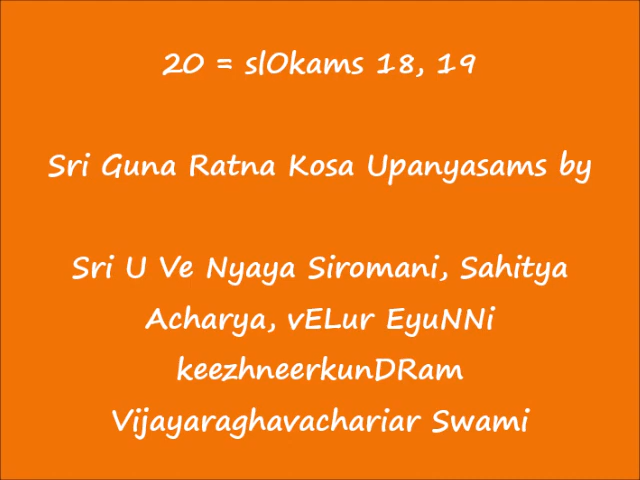 20 = slOkams 18, 19
Sri Guna Ratna Kosa Upanyasams by
Sri U Ve Nyaya Siromani, Sahitya
Acharya, vELur EyuNNi
keezhneerkunDRam
Vijayaraghavachariar Swami